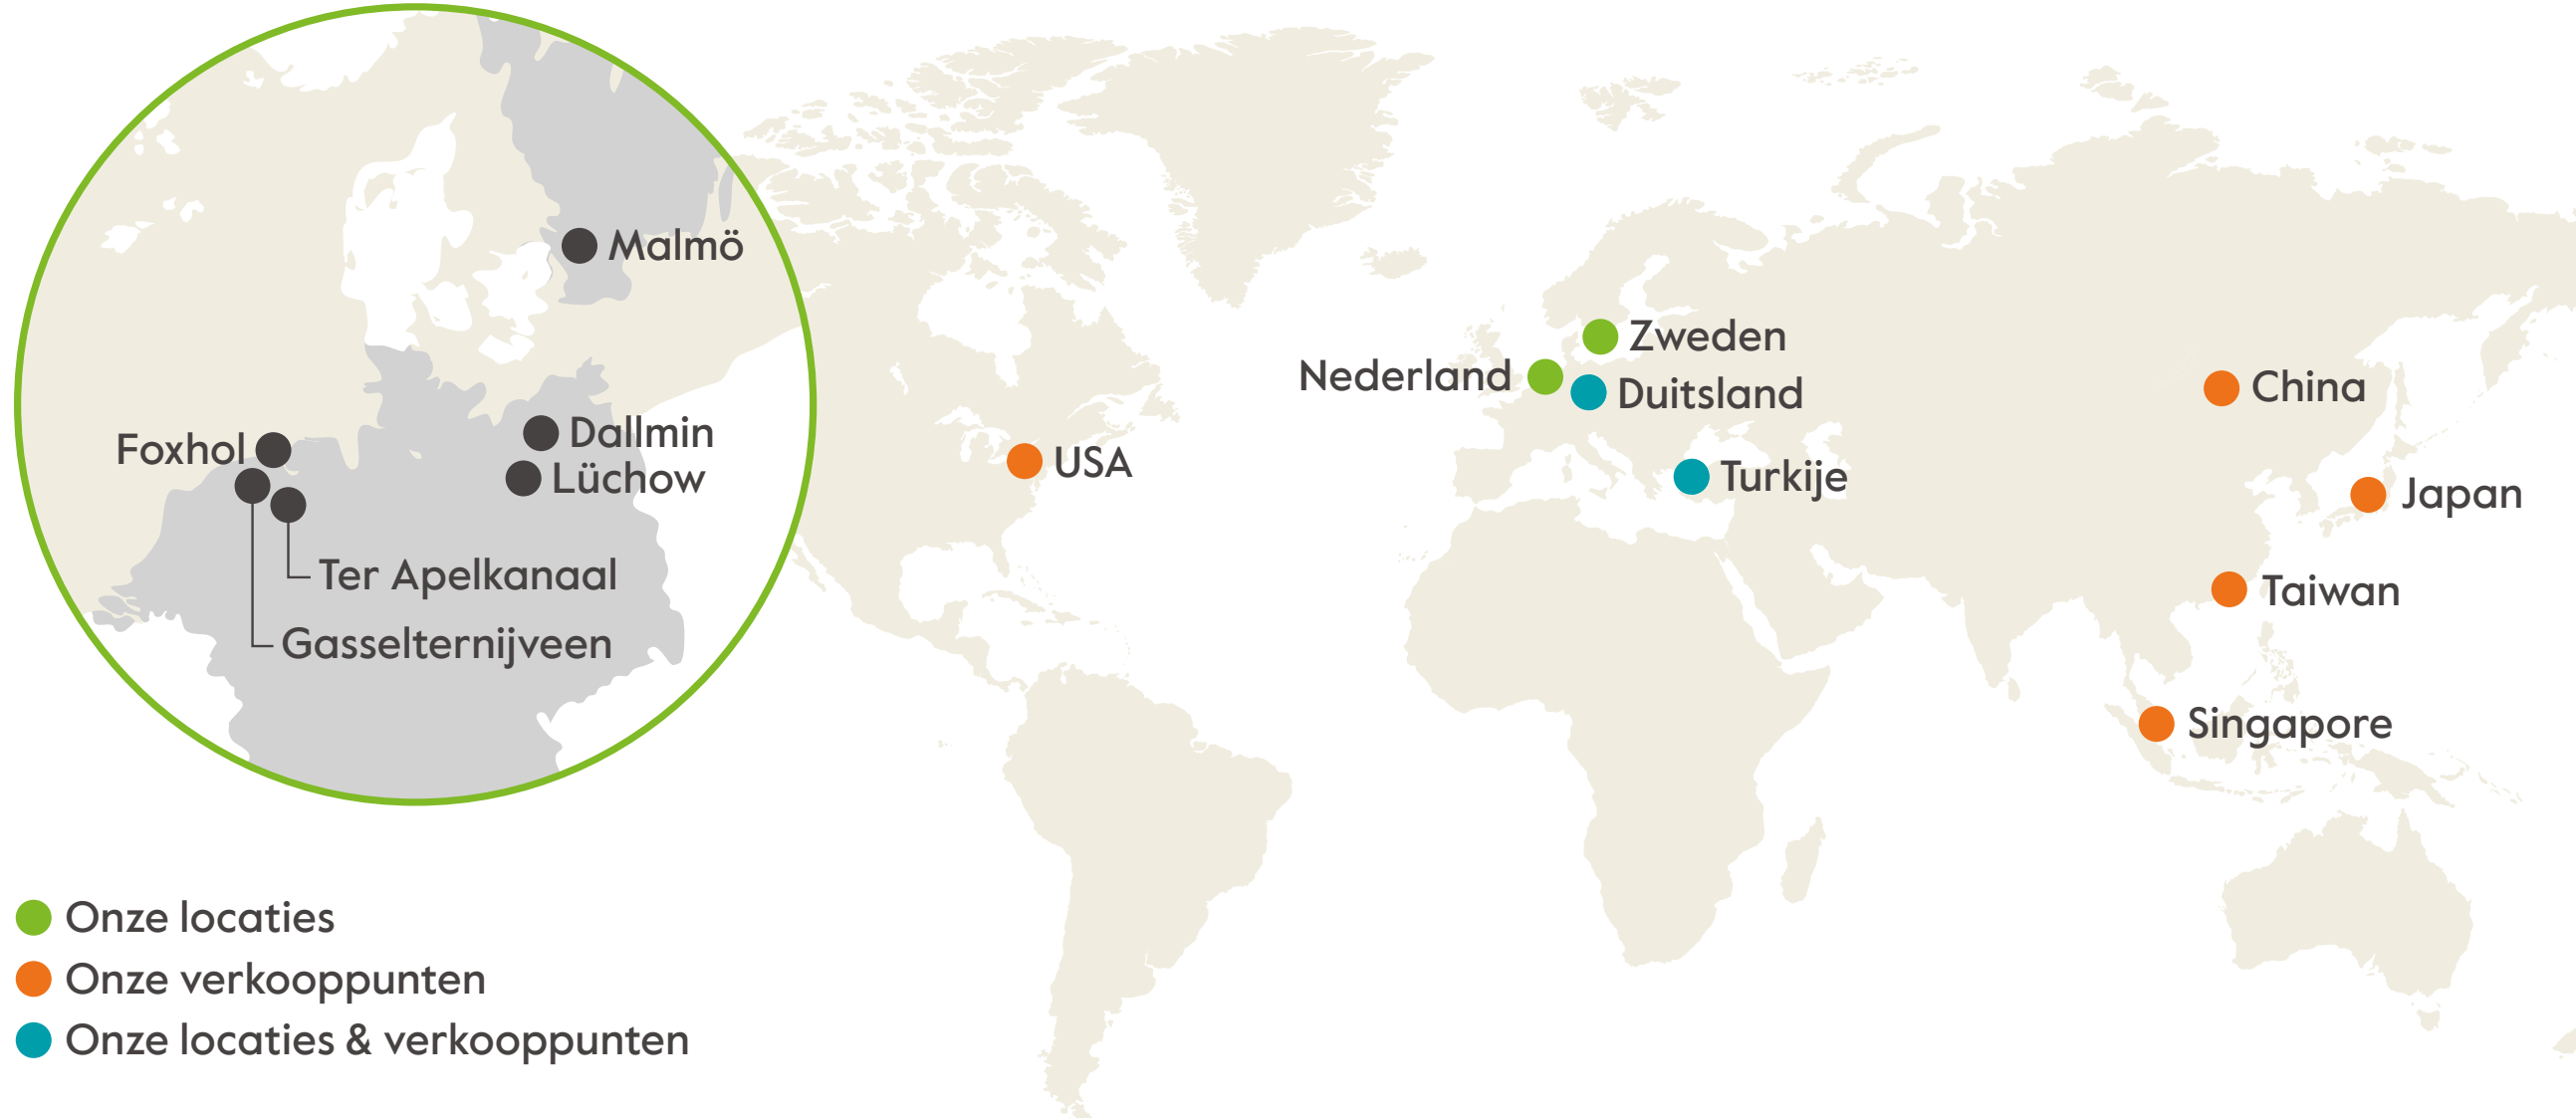 Malmö
Foxhol
Dallmin
Lüchow
Ter Apelkanaal
Gasselternijveen
Zweden
Nederland
Duitsland
USA
Turkije
China
Japan
Taiwan
Singapore
Onze locaties
Onze verkooppunten
Onze locaties & verkooppunten